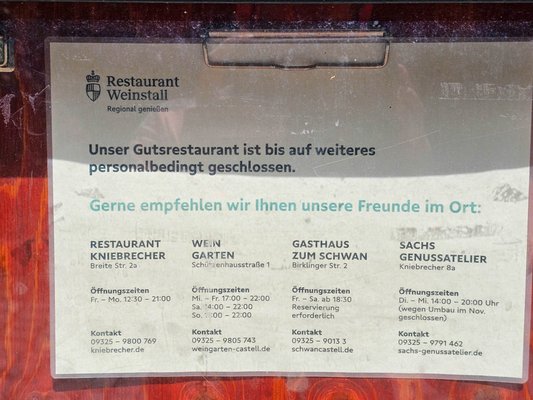 Restaurant
Weinstall
Regional genießen
Unser Gutsrestaurant ist bis auf weiteres
personalbedingt geschlossen.
Gerne empfehlen wir Ihnen unsere Freunde im Ort:
RESTAURANT
KNIEBRECHER
Breite Str. 2a
Öffnungszeiten
Fr. – Mo. 12:30 – 21:00
Kontakt
09325 – 9800 769
kniebrecher.de
WEIN
GARTEN
Schützenhausstraße 1
Öffnungszeiten
Mi. – Fr. 17:00 – 22:00
Sa. 14:00 – 22:00
So. – 22:00
Kontakt
09325 – 9805 743
weingarten-castell.de
GASTHAUS
ZUM SCHWAN
Birklinger Str. 2
Öffnungszeiten
Fr. – Sa. ab 18:30
Reservierung
erforderlich
Kontakt
09325 – 9013 3
schwancastell.de
SACHS
GENUSSATELIER
Kniebrecher 8a
Öffnungszeiten
Di. – Mi. 14:00 – 20:00 Uhr
(wegen Umbau im Nov.
geschlossen)
Kontakt
09325 – 9791 462
sachs-genussatelier.de